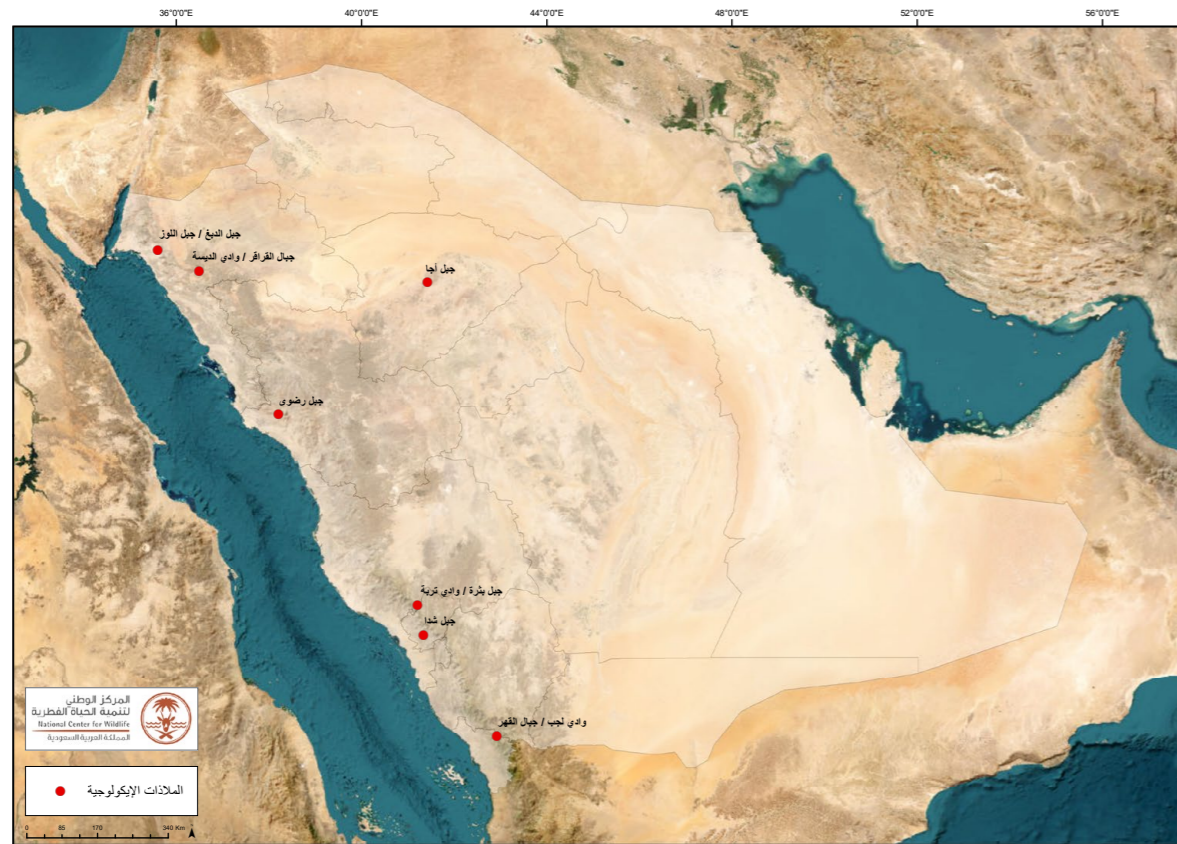 36°0'0"E 40°0'0"E 44°0'0"E 48°0'0"E 52°0'0"E 56°0'0"E
جبل الدبغ / جبل اللوز
جبال القراقر / وادي الديسة
جبل أجا
جبل رضوى
جبل بثرة / وادي تربة
جبل شدا
وادي لجب / جبال القهر
المركز الوطني
لتنمية الحياة الفطرية
National Center for Wildlife
المملكة العربية السعودية
الملاذات الإيكولوجية
0 85 170 340 Km